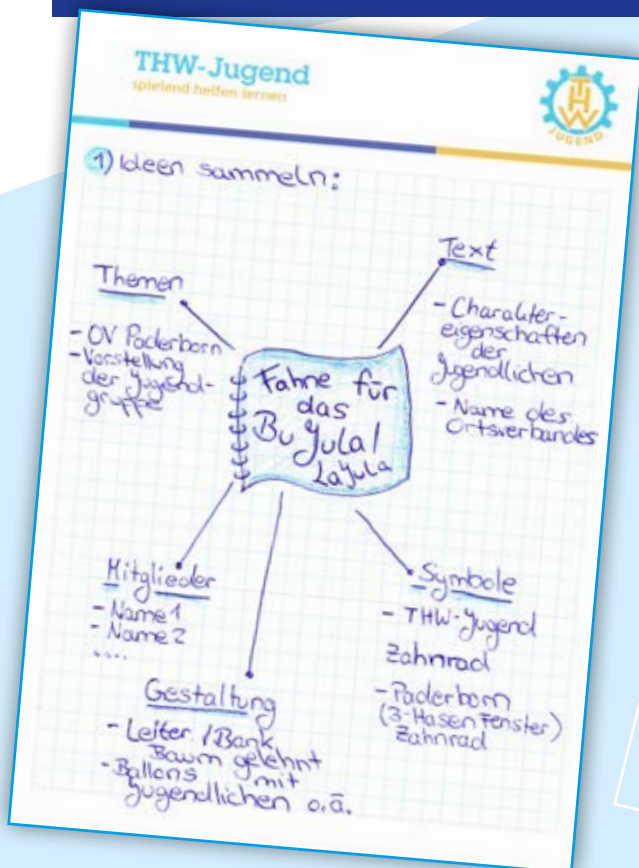 THW-Jugend
spielend helfen lernen
THW
JUGEND
1) Ideen sammeln:
Themen
- OV Paderborn
- Vorstellung
der Jugend-
gruppe
Text
- Charakter-
eigenschaften
der
Jugendlichen
- Name des
Ortsverbandes
Fahne für
das
BuJula/
LaJula
Mitglieder
- Name 1
- Name 2
....
Gestaltung
- Leiter / Bank
Baum gelehnt
- Ballons mit
Jugendlichen o.ä.
Symbole
- THW-Jugend
Zahnrad
- Paderborn
(3-Hasen Fenster)
Zahnrad